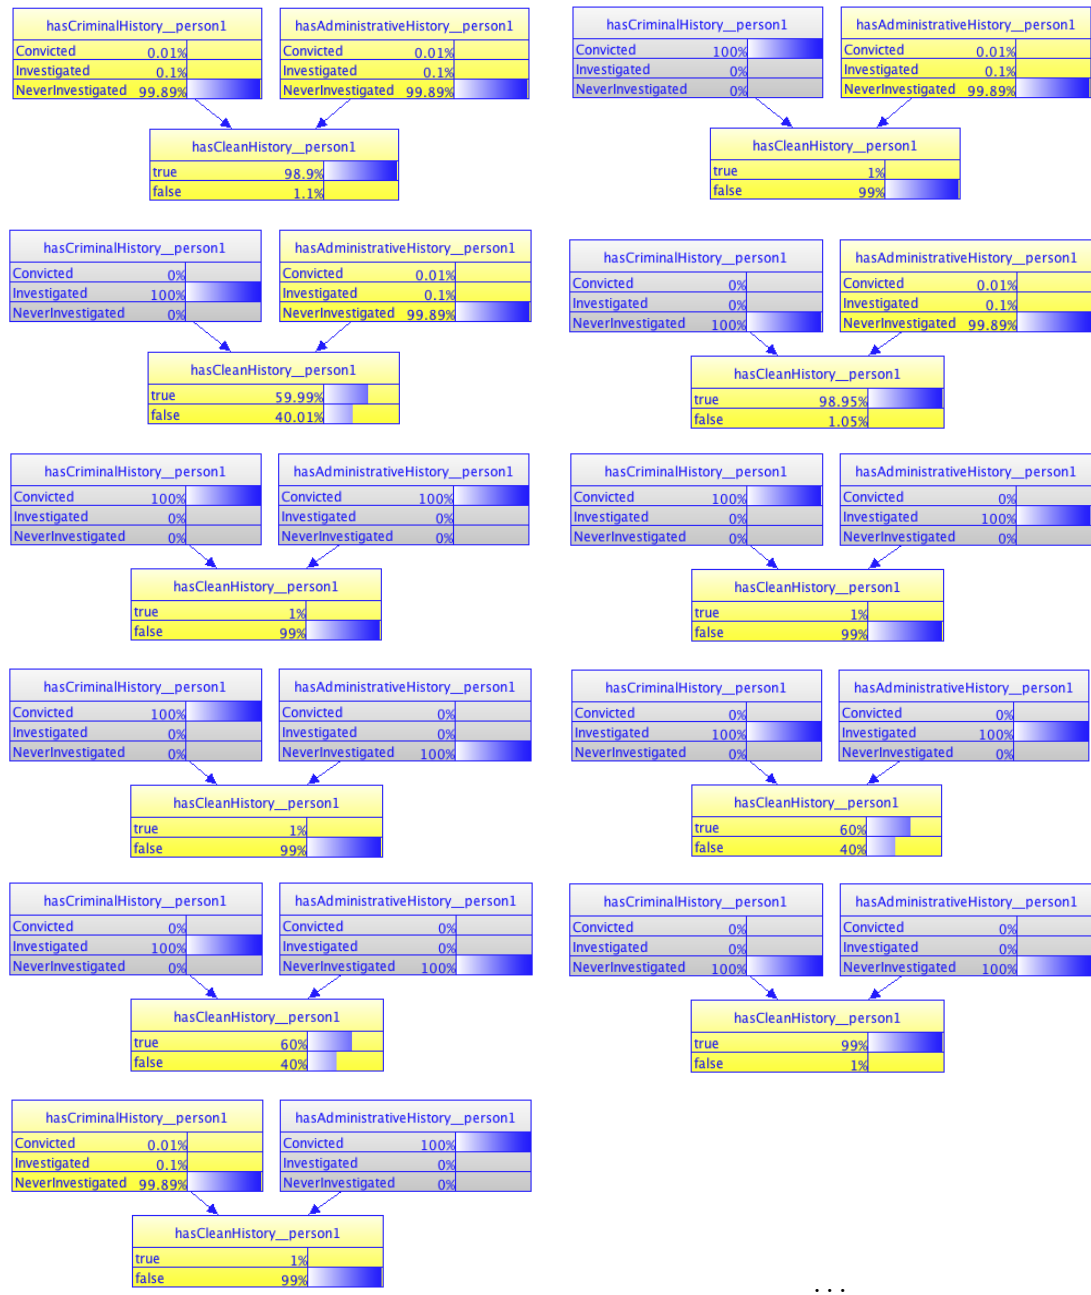 hasCriminalHistory__person1
Convicted 0.01%
Investigated 0.1%
NeverInvestigated 99.89%
hasAdministrativeHistory__person1
Convicted 0.01%
Investigated 0.1%
NeverInvestigated 99.89%
hasCleanHistory__person1
true 98.9%
false 1.1%
hasCriminalHistory__person1
Convicted 100%
Investigated 0%
NeverInvestigated 0%
hasAdministrativeHistory__person1
Convicted 0.01%
Investigated 0.1%
NeverInvestigated 99.89%
hasCleanHistory__person1
true 1%
false 99%
hasCriminalHistory__person1
Convicted 0%
Investigated 100%
NeverInvestigated 0%
hasAdministrativeHistory__person1
Convicted 0.01%
Investigated 0.1%
NeverInvestigated 99.89%
hasCleanHistory__person1
true 59.99%
false 40.01%
hasCriminalHistory__person1
Convicted 0%
Investigated 0%
NeverInvestigated 100%
hasAdministrativeHistory__person1
Convicted 0.01%
Investigated 0.1%
NeverInvestigated 99.89%
hasCleanHistory__person1
true 98.95%
false 1.05%
hasCriminalHistory__person1
Convicted 100%
Investigated 0%
NeverInvestigated 0%
hasAdministrativeHistory__person1
Convicted 100%
Investigated 0%
NeverInvestigated 0%
hasCleanHistory__person1
true 1%
false 99%
hasCriminalHistory__person1
Convicted 100%
Investigated 0%
NeverInvestigated 0%
hasAdministrativeHistory__person1
Convicted 0%
Investigated 100%
NeverInvestigated 0%
hasCleanHistory__person1
true 1%
false 99%
hasCriminalHistory__person1
Convicted 100%
Investigated 0%
NeverInvestigated 0%
hasAdministrativeHistory__person1
Convicted 0%
Investigated 0%
NeverInvestigated 100%
hasCleanHistory__person1
true 1%
false 99%
hasCriminalHistory__person1
Convicted 0%
Investigated 100%
NeverInvestigated 0%
hasAdministrativeHistory__person1
Convicted 0%
Investigated 100%
NeverInvestigated 0%
hasCleanHistory__person1
true 60%
false 40%
hasCriminalHistory__person1
Convicted 0%
Investigated 100%
NeverInvestigated 0%
hasAdministrativeHistory__person1
Convicted 0%
Investigated 0%
NeverInvestigated 100%
hasCleanHistory__person1
true 60%
false 40%
hasCriminalHistory__person1
Convicted 0%
Investigated 0%
NeverInvestigated 100%
hasAdministrativeHistory__person1
Convicted 0%
Investigated 0%
NeverInvestigated 100%
hasCleanHistory__person1
true 99%
false 1%
hasCriminalHistory__person1
Convicted 0.01%
Investigated 0.1%
NeverInvestigated 99.89%
hasAdministrativeHistory__person1
Convicted 100%
Investigated 0%
NeverInvestigated 0%
hasCleanHistory__person1
true 1%
false 99%
...